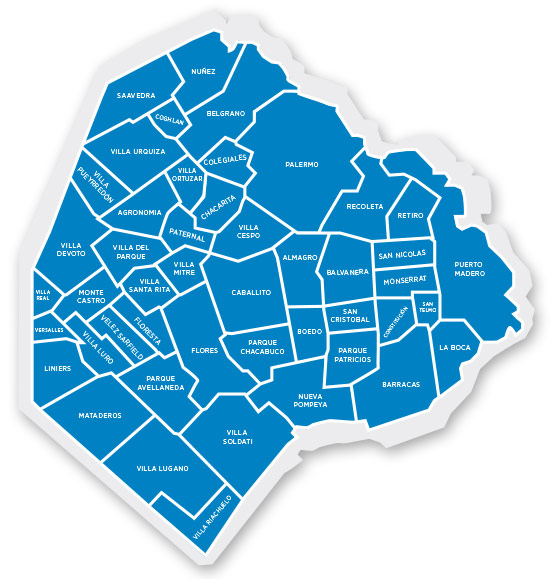 NUÑEZ
SAAVEDRA
COGHLAN
BELGRANO
VILLA URQUIZA
COLEGIALES
PALERMO
VILLA
ORTUZAR
VILLA
PUEYRREDÓN
CHACARITA
RECOLETA
AGRONOMIA
RETIRO
PATERNAL
VILLA
CESPO
VILLA
DEVOTO
VILLA DEL
PARQUE
SAN NICOLAS
ALMAGRO
PUERTO
MADERO
VILLA
MITRE
BALVANERA
MONSERRAT
VILLA
SANTA RITA
VILLA
REAL
MONTE
CASTRO
CABALLITO
SAN
TELMO
SAN
CRISTOBAL
CONSTITUCIÓN
VERSALLES
FLORESTA
VELEZ SARFIELD
BOEDO
VILLA LURO
LA BOCA
PARQUE
CHACABUCO
FLORES
PARQUE
PATRICIOS
LINIERS
PARQUE
AVELLANEDA
BARRACAS
NUEVA
POMPEYA
MATADEROS
VILLA
SOLDATI
VILLA LUGANO
VILLA RIACHUELO